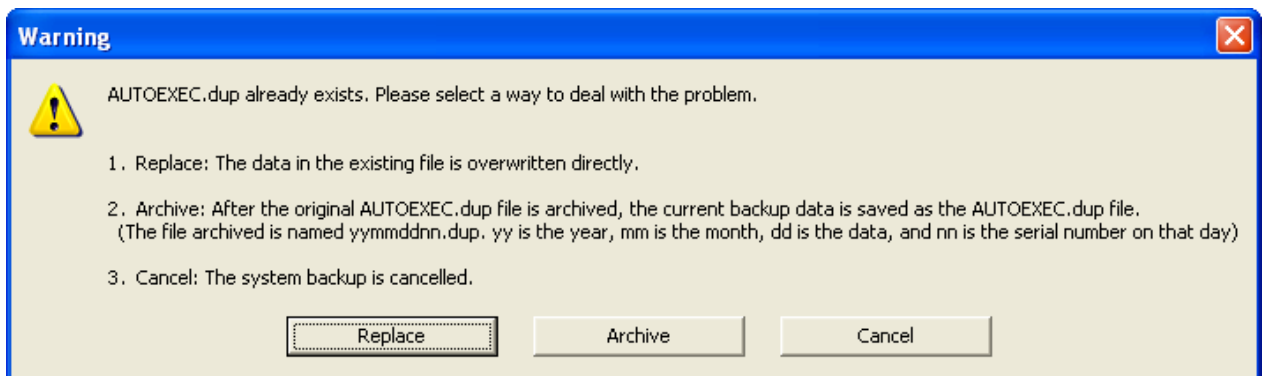 Warning
AUTOEXEC.dup already exists. Please select a way to deal with the problem.
1. Replace: The data in the existing file is overwritten directly.
2. Archive: After the original AUTOEXEC.dup file is archived, the current backup data is saved as the AUTOEXEC.dup file.
(The file archived is named yymmddnn.dup. yy is the year, mm is the month, dd is the data, and nn is the serial number on that day)
3. Cancel: The system backup is cancelled.
Replace Archive Cancel